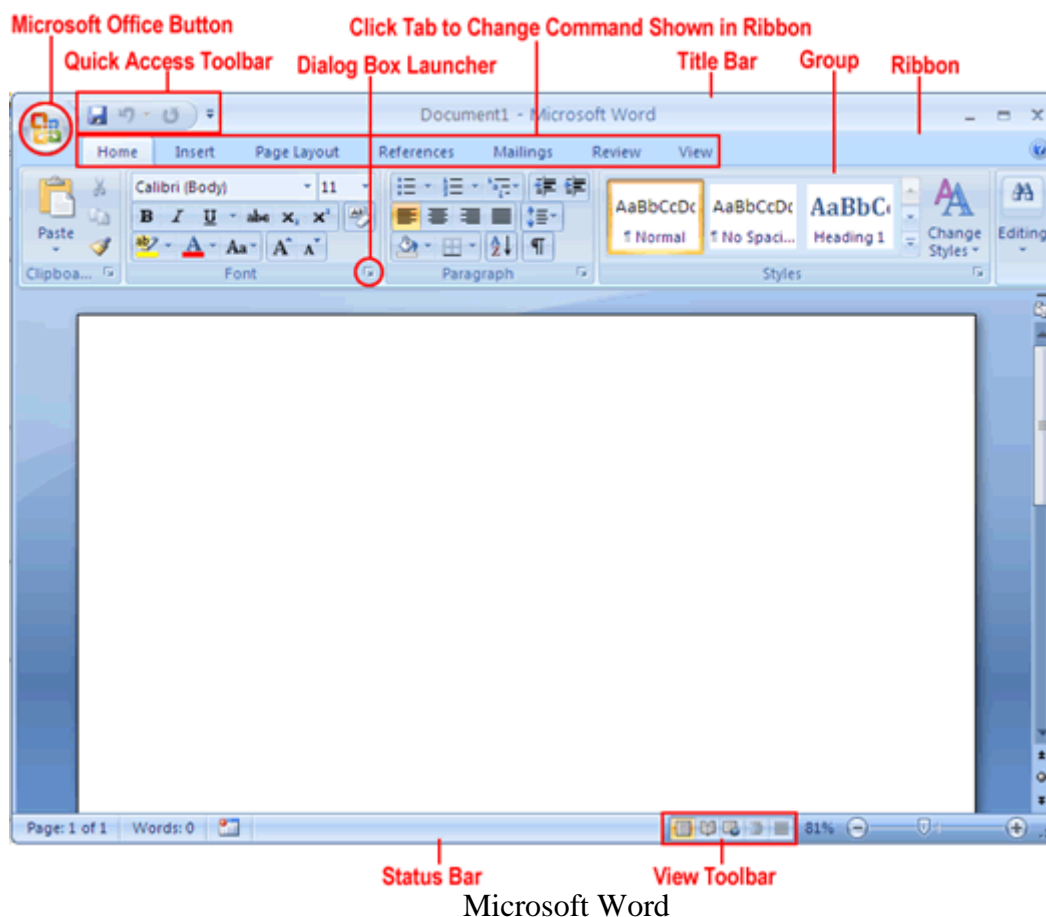 Microsoft Office Button
Click Tab to Change Command Shown in Ribbon
Quick Access Toolbar
Dialog Box Launcher
Title Bar
Group
Ribbon
Document1 - Microsoft Word
Home Insert Page Layout References Mailings Review View
Calibri (Body) 11
B I U abc x, x² Aa A A
Paste
AaBbCcDc AaBbCcDc AaBbC
¶ Normal ¶ No Spaci... Heading 1
Change Styles
Editing
Clipboa... Font Paragraph Styles
Page: 1 of 1 Words: 0 81%
Status Bar
View Toolbar
Microsoft Word